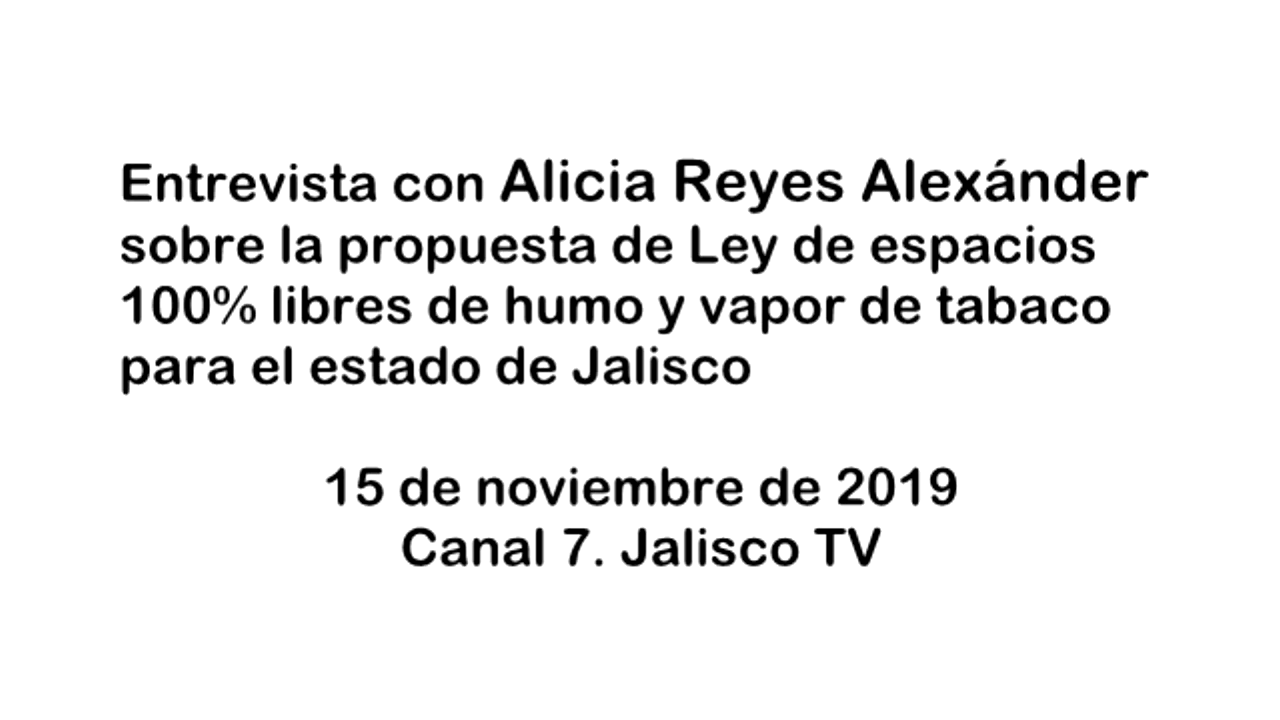 Entrevista con Alicia Reyes Alexánder
sobre la propuesta de Ley de espacios
100% libres de humo y vapor de tabaco
para el estado de Jalisco
15 de noviembre de 2019
Canal 7. Jalisco TV